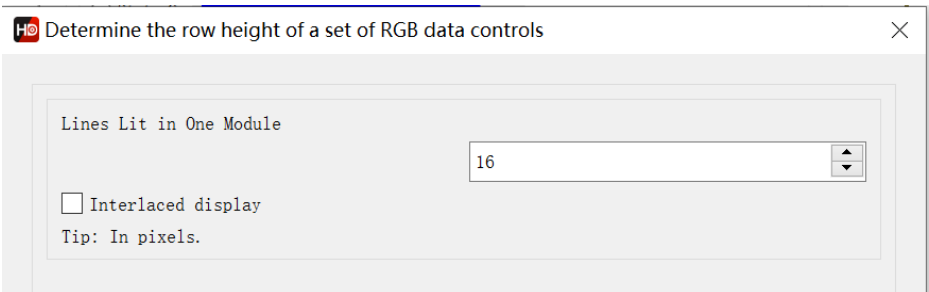 HD Determine the row height of a set of RGB data controls
Lines Lit in One Module
16
Interlaced display
Tip: In pixels.